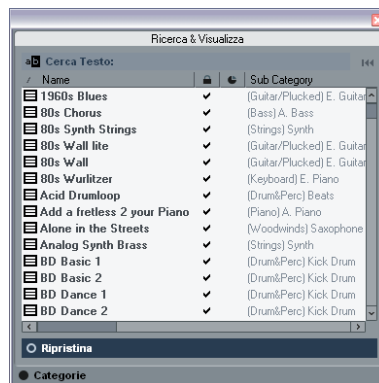 Ricerca & Visualizza
ab Cerca Testo:
/ Name Sub Category
1960s Blues (Guitar/Plucked) E. Guitar
80s Chorus (Bass) A. Bass
80s Synth Strings (Strings) Synth
80s Wall lite (Guitar/Plucked) E. Guitar
80s Wall (Guitar/Plucked) E. Guitar
80s Wurlitzer (Keyboard) E. Piano
Acid Drumloop (Drum&Perc) Beats
Add a fretless 2 your Piano (Piano) A. Piano
Alone in the Streets (Woodwinds) Saxophone
Analog Synth Brass (Strings) Synth
BD Basic 1 (Drum&Perc) Kick Drum
BD Basic 2 (Drum&Perc) Kick Drum
BD Dance 1 (Drum&Perc) Kick Drum
BD Dance 2 (Drum&Perc) Kick Drum
Ripristina
Categorie